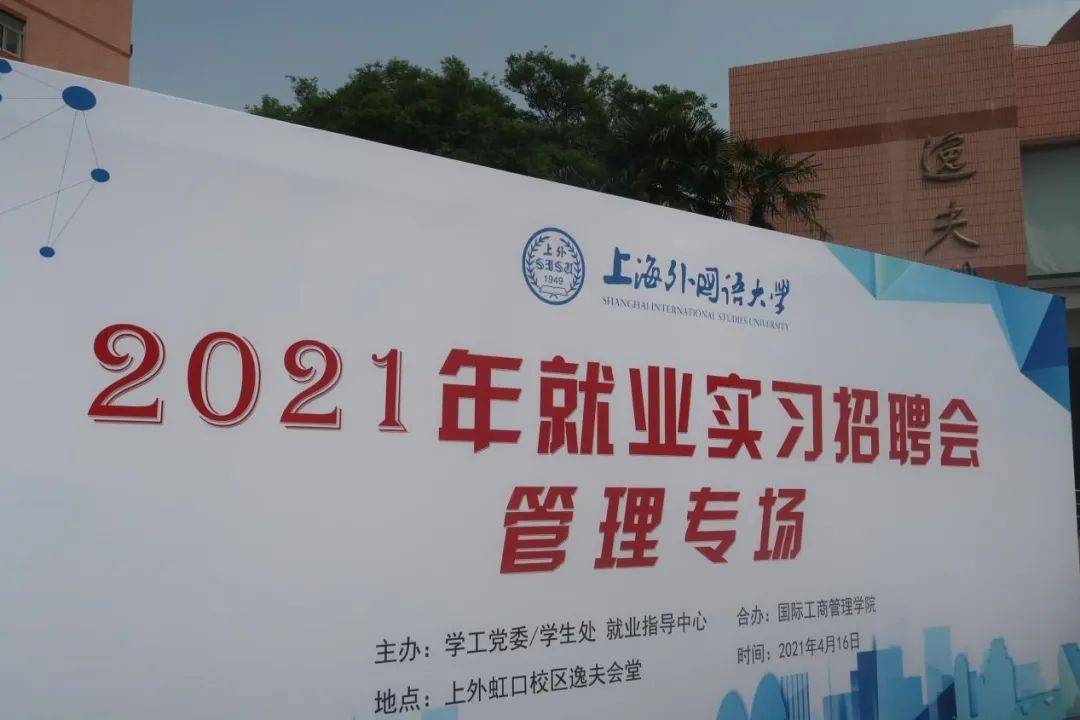 逸夫
上外
SISU
1949
上海外国语大学
SHANGHAI INTERNATIONAL STUDIES UNIVERSITY
2021年就业实习招聘会
管理专场
主办：学工党委/学生处 就业指导中心 合办：国际工商管理学院
地点：上外虹口校区逸夫会堂 时间：2021年4月16日